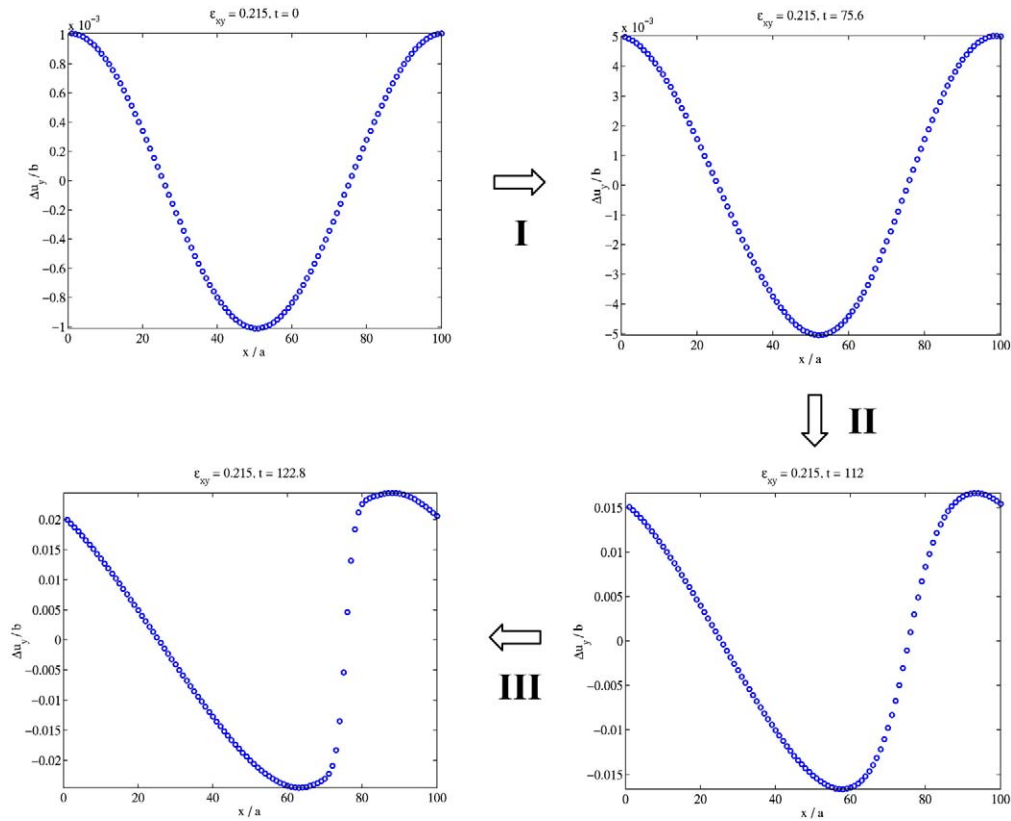 ε_xy = 0.215, t = 0
x 10⁻³
1
0.8
0.6
0.4
0.2
0
−0.2
−0.4
−0.6
−0.8
−1
Δu_y / b
0 20 40 60 80 100
x / a
I
ε_xy = 0.215, t = 75.6
x 10⁻³
5
4
3
2
1
0
−1
−2
−3
−4
−5
Δu_y / b
0 20 40 60 80 100
x / a
II
ε_xy = 0.215, t = 122.8
0.02
0.015
0.01
0.005
0
−0.005
−0.01
−0.015
−0.02
Δu_y / b
0 20 40 60 80 100
x / a
III
ε_xy = 0.215, t = 112
0.015
0.01
0.005
0
−0.005
−0.01
−0.015
Δu_y / b
0 20 40 60 80 100
x / a